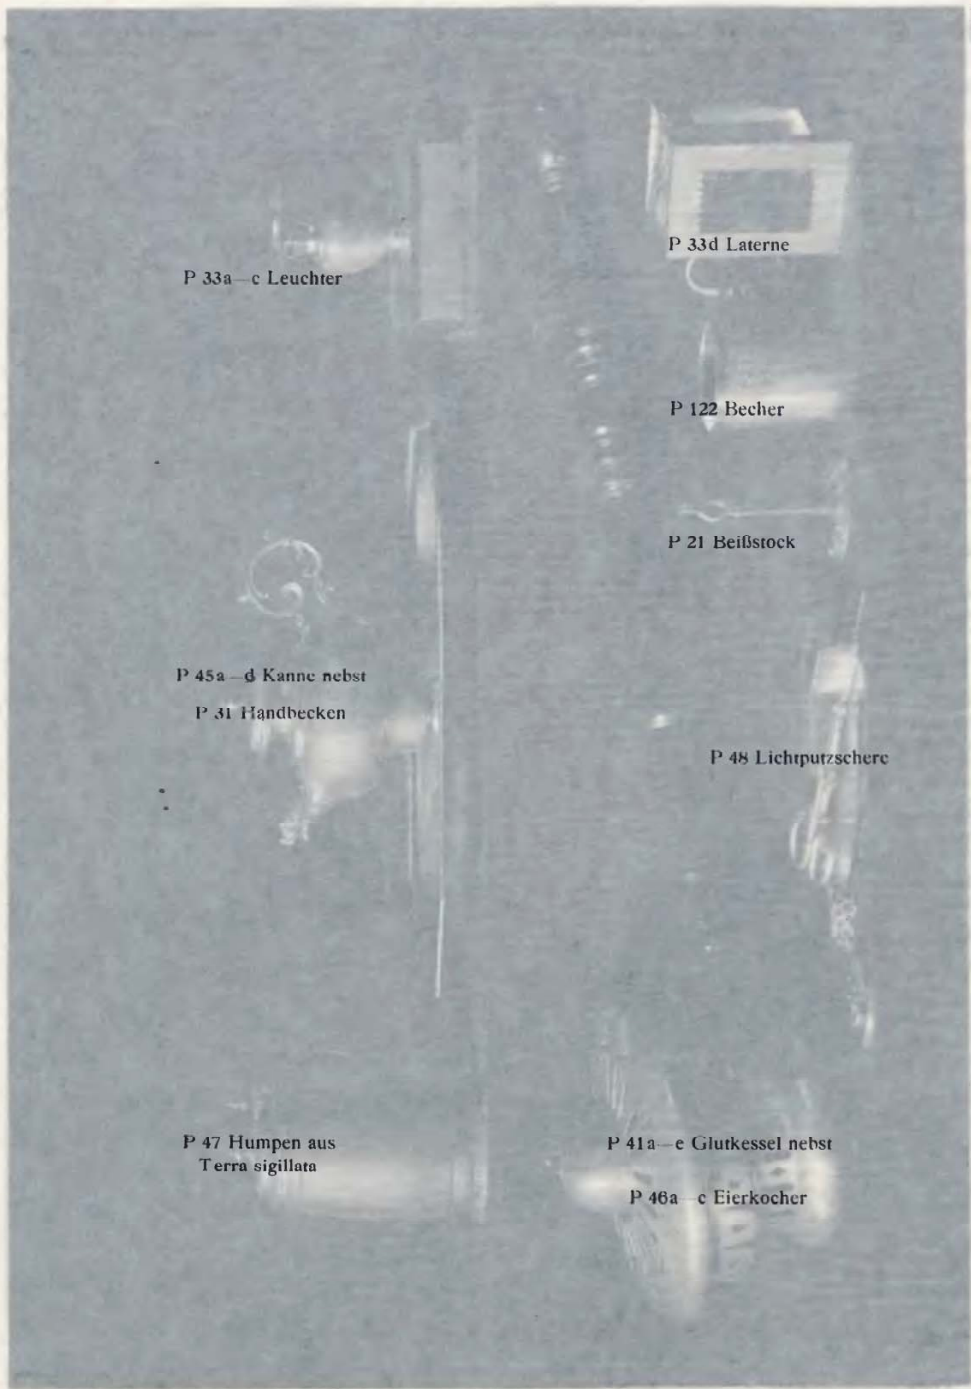 P 33a—c Leuchter
P 33d Laterne
P 122 Becher
P 21 Beißstock
P 45a—d Kanne nebst
P 31 Handbecken
P 48 Lichtputzschere
P 47 Humpen aus
Terra sigillata
P 41a—e Glutkessel nebst
P 46a—c Eierkocher